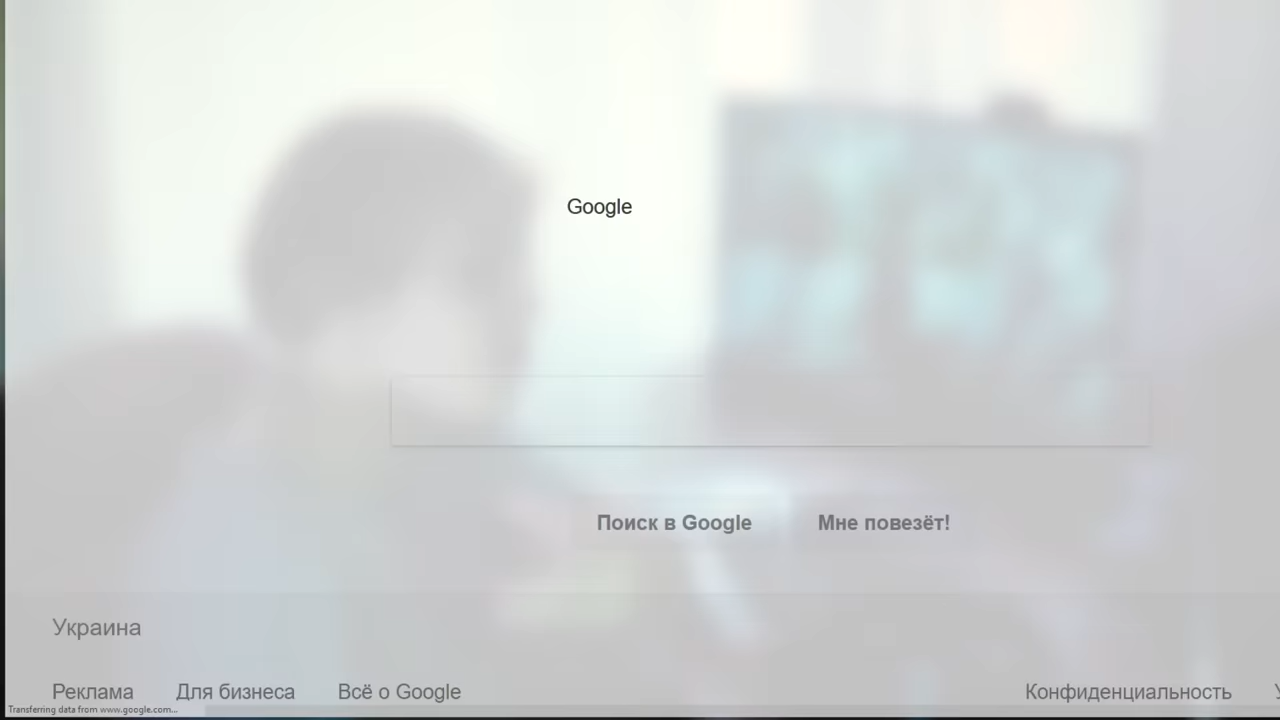 Google
Поиск в Google Мне повезёт!
Украина
Реклама Для бизнеса Всё о Google Конфиденциальность
Transferring data from www.google.com...